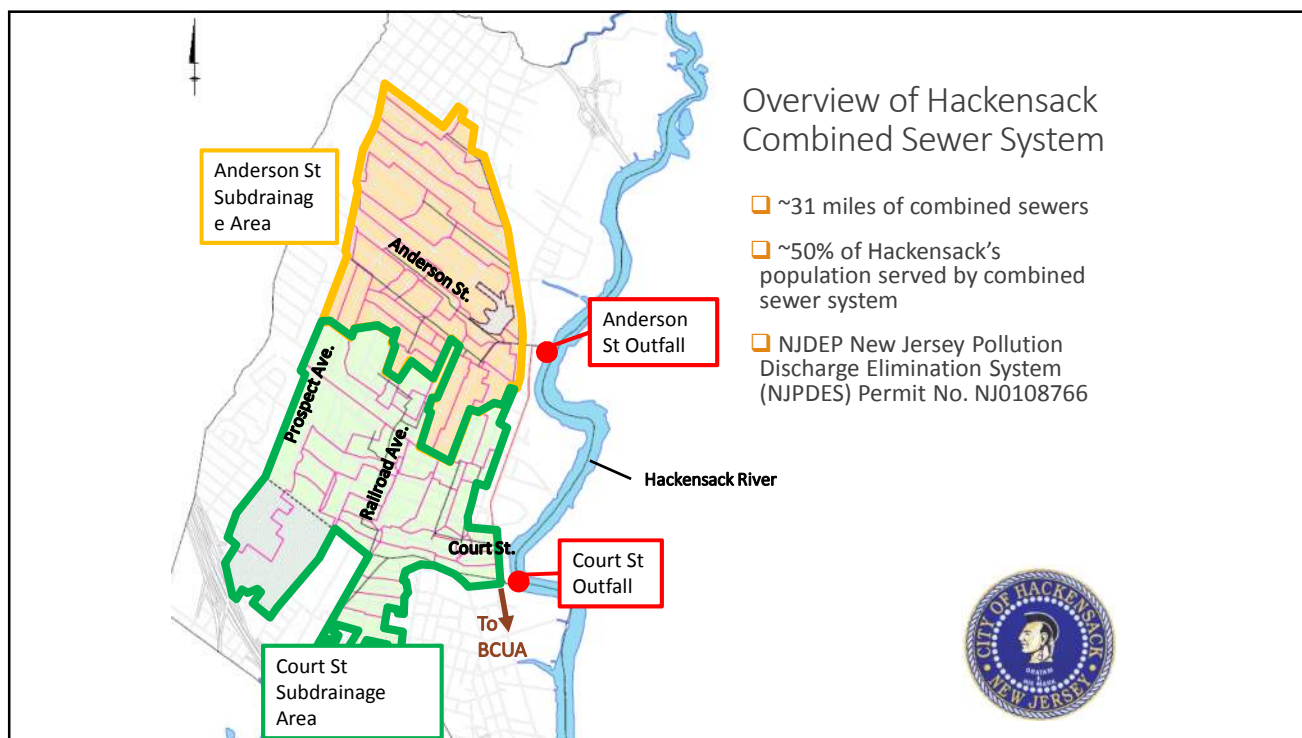 Overview of Hackensack
Combined Sewer System
❑ ~31 miles of combined sewers
❑ ~50% of Hackensack’s
population served by combined
sewer system
❑ NJDEP New Jersey Pollution
Discharge Elimination System
(NJPDES) Permit No. NJ0108766
Anderson St
Subdrainag
e Area
Anderson St.
Anderson
St Outfall
Prospect Ave.
Railroad Ave.
Hackensack River
Court St.
Court St
Outfall
To
BCUA
Court St
Subdrainage
Area
CITY OF HACKENSACK
ORATAM
HIS MARK
NEW JERSEY